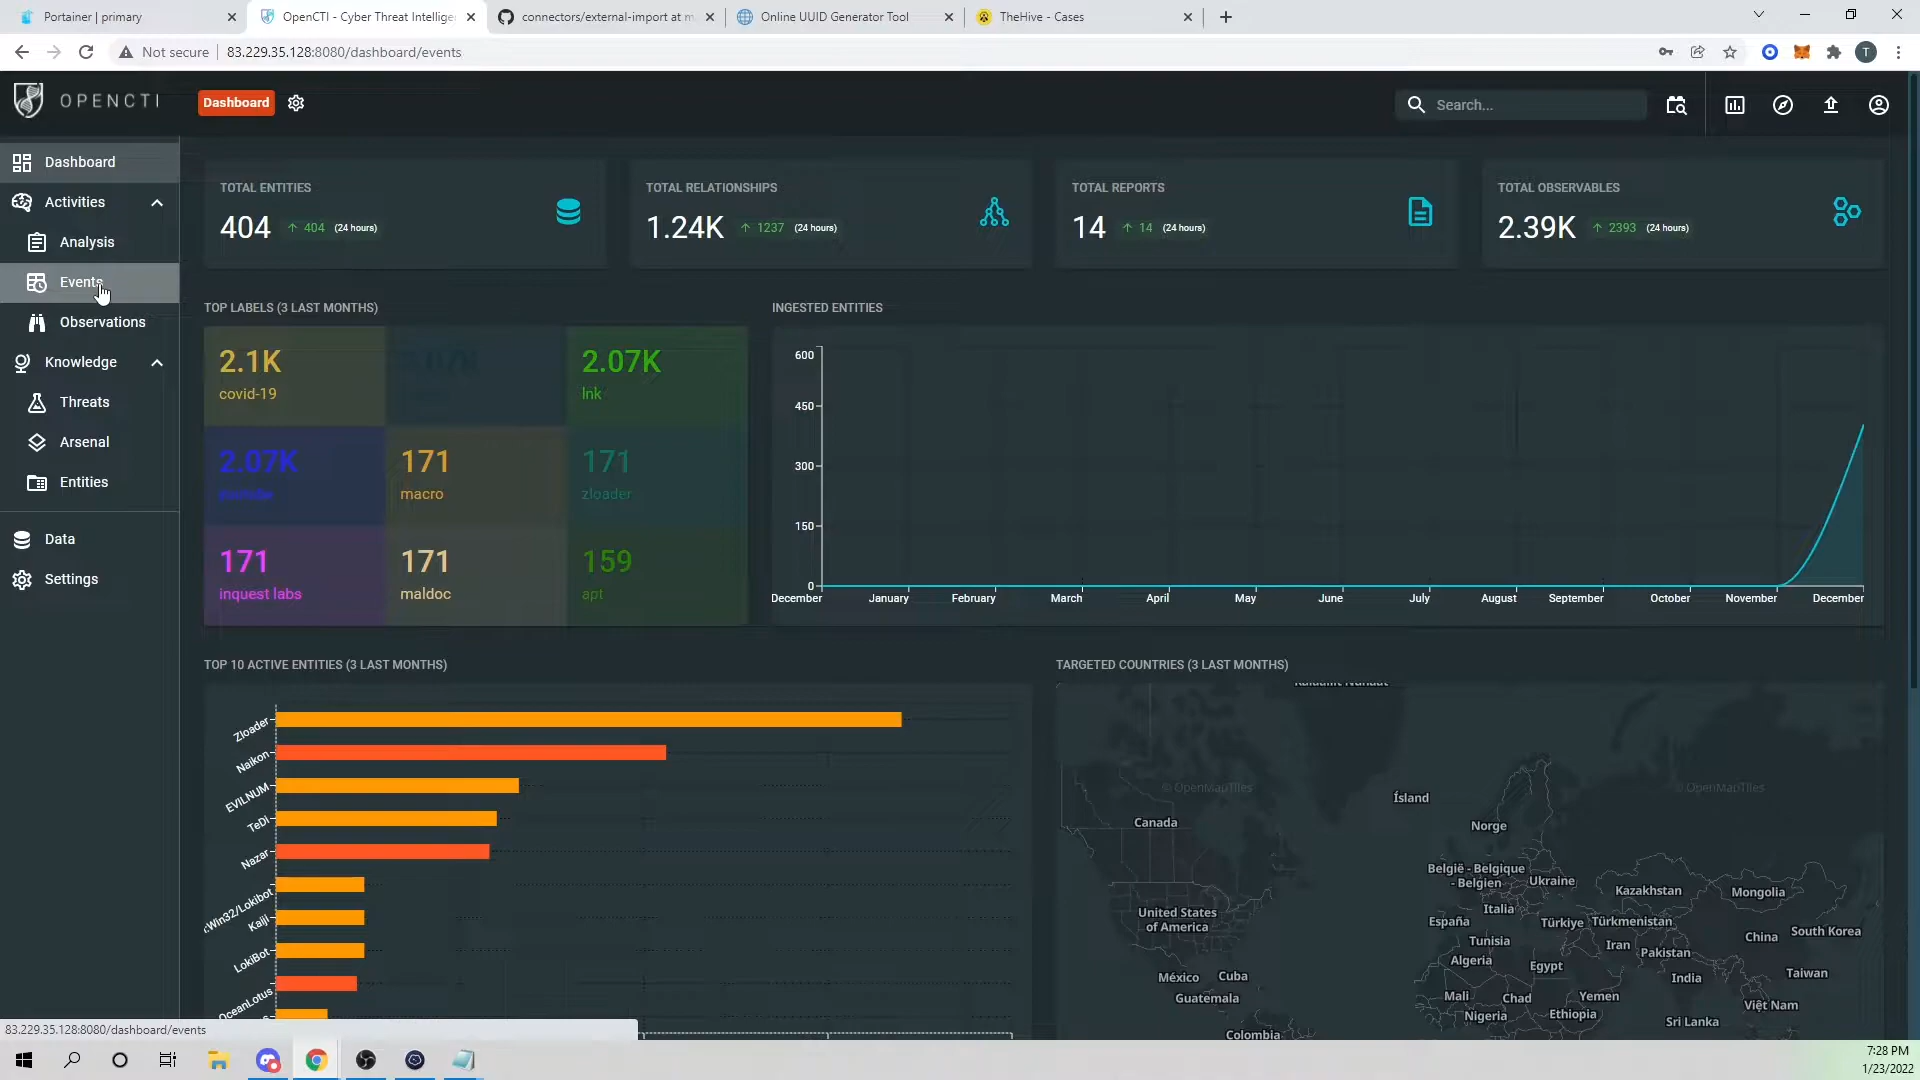 Portainer | primary
OpenCTI - Cyber Threat Intellige
connectors/external-import at m
Online UUID Generator Tool
TheHive - Cases
Not secure
83.229.35.128:8080/dashboard/events
T
OPENCTI
Dashboard
Search...
Dashboard
Activities
Analysis
Events
Observations
Knowledge
Threats
Arsenal
Entities
Data
Settings
TOTAL ENTITIES
404
404 (24 hours)
TOTAL RELATIONSHIPS
1.24K
1237 (24 hours)
TOTAL REPORTS
14
14 (24 hours)
TOTAL OBSERVABLES
2.39K
2393 (24 hours)
TOP LABELS (3 LAST MONTHS)
2.1K
covid-19
2.07K
lnk
2.07K
171
macro
171
zloader
171
inquest labs
171
maldoc
159
apt
INGESTED ENTITIES
600
450
300
150
0
December January February March April May June July August September October November December
TOP 10 ACTIVE ENTITIES (3 LAST MONTHS)
Zloader
Naikon
EVILNUM
TeDi
Nazar
:Win32/Lokibot
Kaiji
LokiBot
OceanLotus
TARGETED COUNTRIES (3 LAST MONTHS)
Kalaallit Nunaat
© OpenMapTiles
© OpenMapTiles
Ísland
Canada
Norge
België - Belgique
- Belgien
Ukraine
Kazakhstan
Mongolia
United States
of America
España
Italia
Türkiye
Türkmenistan
South Korea
Tunisia
China
Algeria
Iran
Pakistan
Egypt
India
Taiwan
México
Cuba
Guatemala
Mali
Chad
Yemen
Việt Nam
Nigeria
Ethiopia
Sri Lanka
Colombia
83.229.35.128:8080/dashboard/events
7:28 PM
1/23/2022